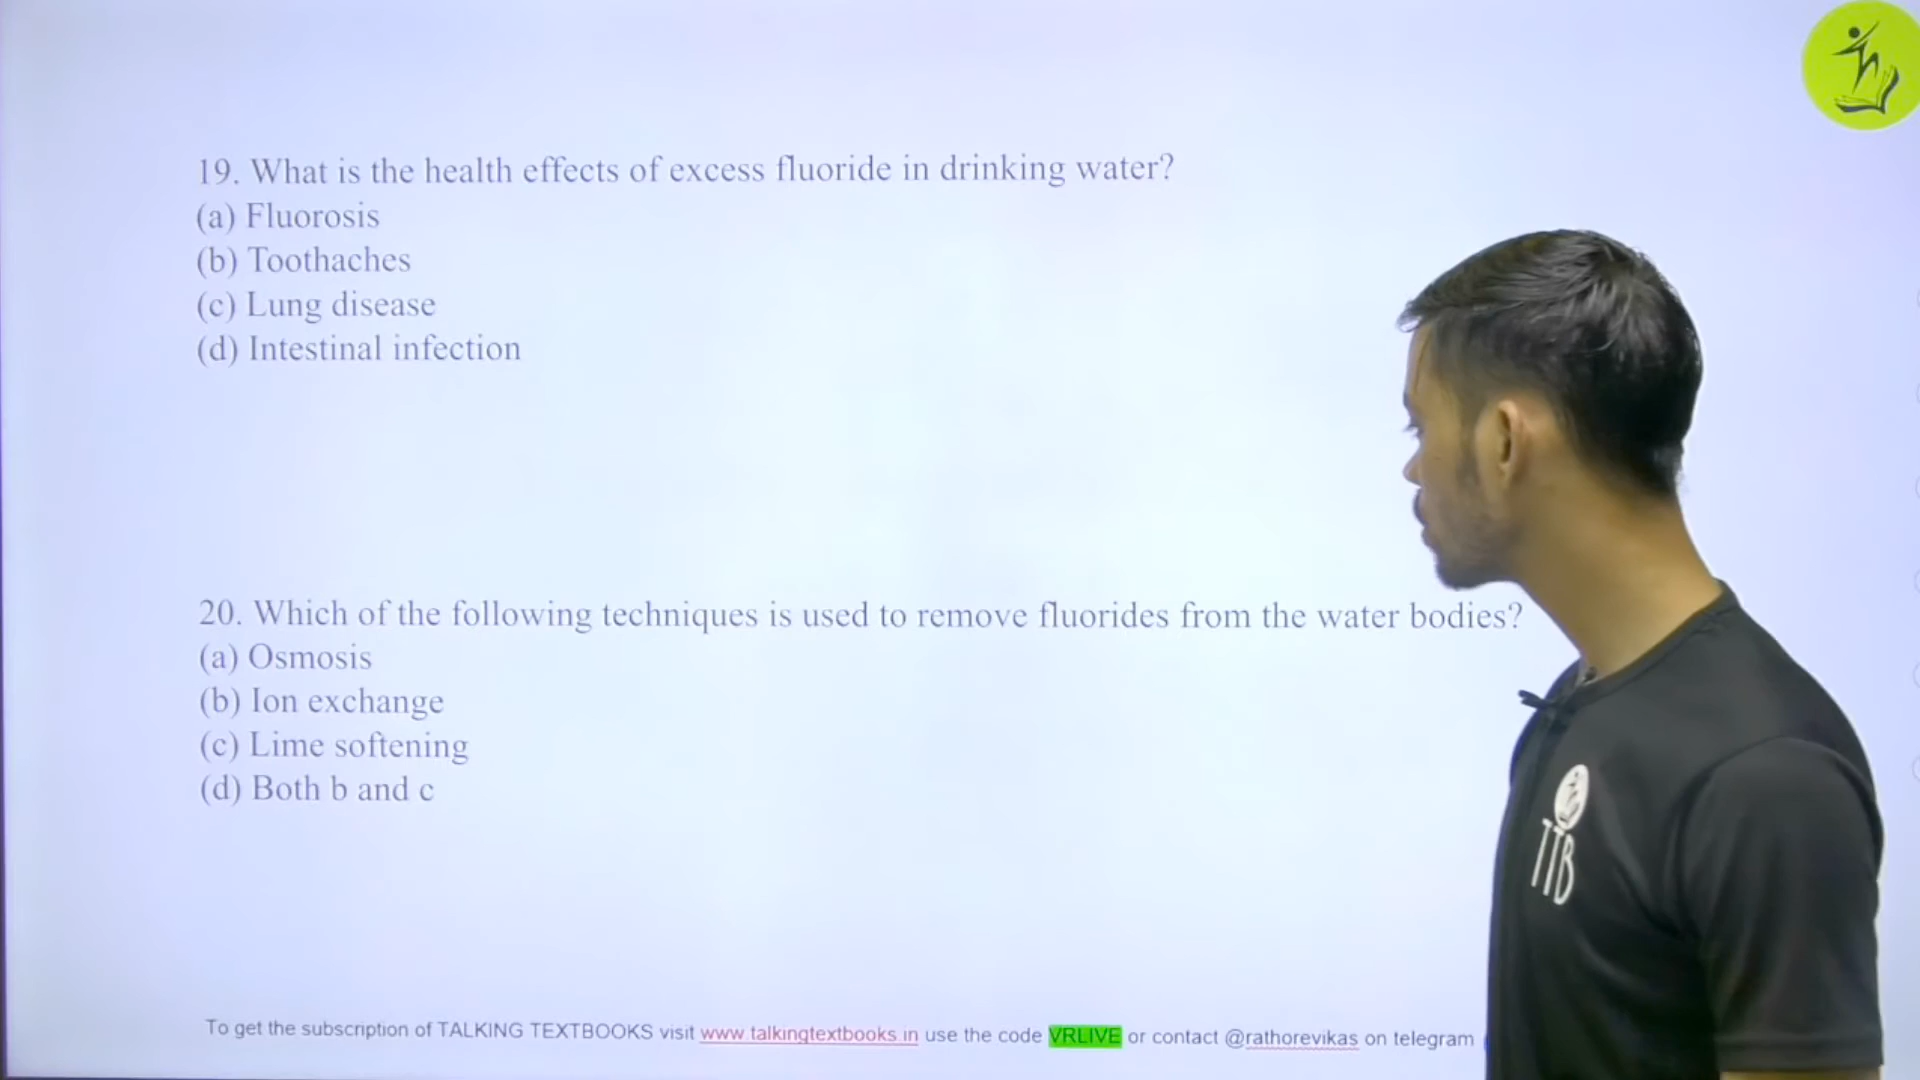 19. What is the health effects of excess fluoride in drinking water?
(a) Fluorosis
(b) Toothaches
(c) Lung disease
(d) Intestinal infection
20. Which of the following techniques is used to remove fluorides from the water bodies?
(a) Osmosis
(b) Ion exchange
(c) Lime softening
(d) Both b and c
TTB
To get the subscription of TALKING TEXTBOOKS visit www.talkingtextbooks.in use the code VRLIVE or contact @rathorevikas on telegram